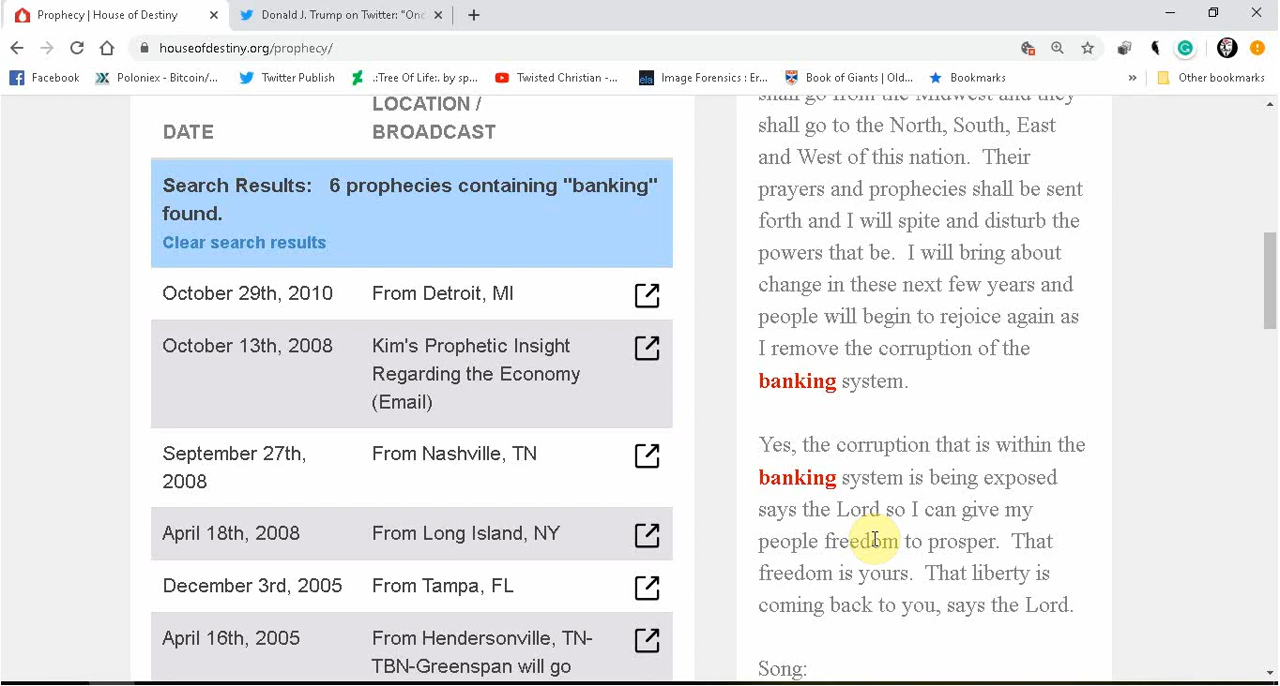 Prophecy | House of Destiny
Donald J. Trump on Twitter: "Onc
houseofdestiny.org/prophecy/
Facebook
Poloniex - Bitcoin/...
Twitter Publish
.:Tree Of Life:. by sp...
Twisted Christian -...
Image Forensics : Er...
Book of Giants | Old...
Bookmarks
Other bookmarks
DATE
LOCATION /
BROADCAST
Search Results: 6 prophecies containing "banking"
found.
Clear search results
October 29th, 2010
From Detroit, MI
October 13th, 2008
Kim's Prophetic Insight
Regarding the Economy
(Email)
September 27th,
2008
From Nashville, TN
April 18th, 2008
From Long Island, NY
December 3rd, 2005
From Tampa, FL
April 16th, 2005
From Hendersonville, TN-
TBN-Greenspan will go
shall go from the Midwest and they
shall go to the North, South, East
and West of this nation. Their
prayers and prophecies shall be sent
forth and I will spite and disturb the
powers that be. I will bring about
change in these next few years and
people will begin to rejoice again as
I remove the corruption of the
banking system.
Yes, the corruption that is within the
banking system is being exposed
says the Lord so I can give my
people freedom to prosper. That
freedom is yours. That liberty is
coming back to you, says the Lord.
Song: